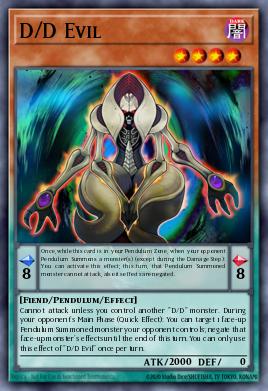 D/D Evil
DARK
闇
Once, while this card is in your Pendulum Zone, when your opponent
Pendulum Summons a monster(s) (except during the Damage Step):
You can activate this effect; this turn, that Pendulum Summoned
monster cannot attack, also its effects are negated.
8
8
[Fiend/Pendulum/Effect]
Cannot attack unless you control another "D/D" monster. During
your opponent's Main Phase (Quick Effect): You can target 1 face-up
Pendulum Summoned monster your opponent controls; negate that
face-up monster's effects until the end of this turn. You can only use
this effect of "D/D Evil" once per turn.
ATK/2000 DEF/ 0